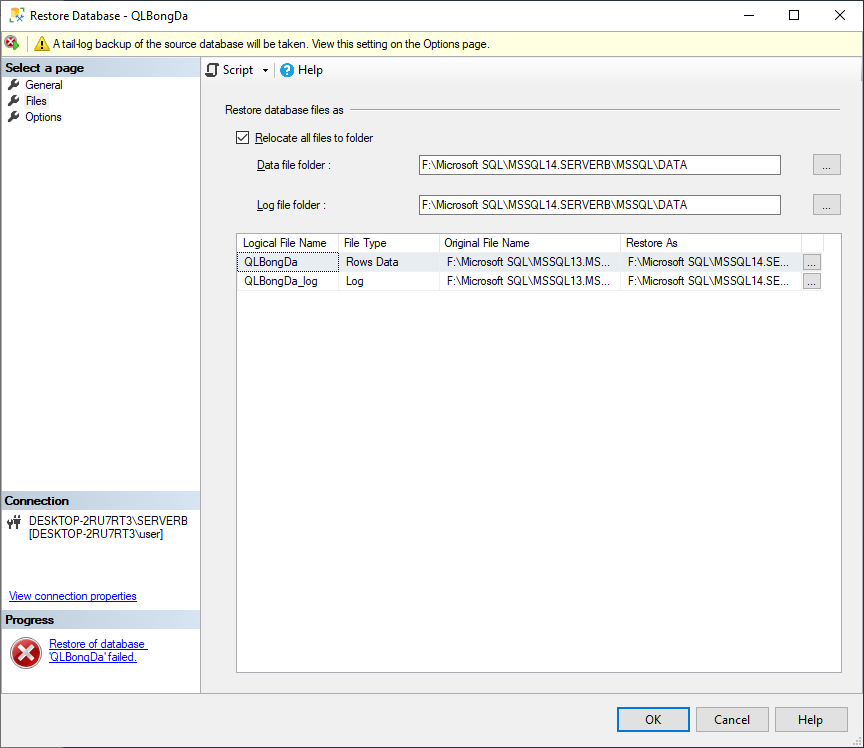 Restore Database - QLBongDa
A tail-log backup of the source database will be taken. View this setting on the Options page.
Select a page
General
Files
Options
Script
Help
Restore database files as
Relocate all files to folder
Data file folder :
F:\Microsoft SQL\MSSQL14.SERVERB\MSSQL\DATA
...
Log file folder :
F:\Microsoft SQL\MSSQL14.SERVERB\MSSQL\DATA
...
Logical File Name File Type Original File Name Restore As
QLBongDa Rows Data F:\Microsoft SQL\MSSQL13.MS... F:\Microsoft SQL\MSSQL14.SE... ...
QLBongDa_log Log F:\Microsoft SQL\MSSQL13.MS... F:\Microsoft SQL\MSSQL14.SE... ...
Connection
DESKTOP-2RU7RT3\SERVERB
[DESKTOP-2RU7RT3\user]
View connection properties
Progress
Restore of database
'QLBongDa' failed.
OK Cancel Help